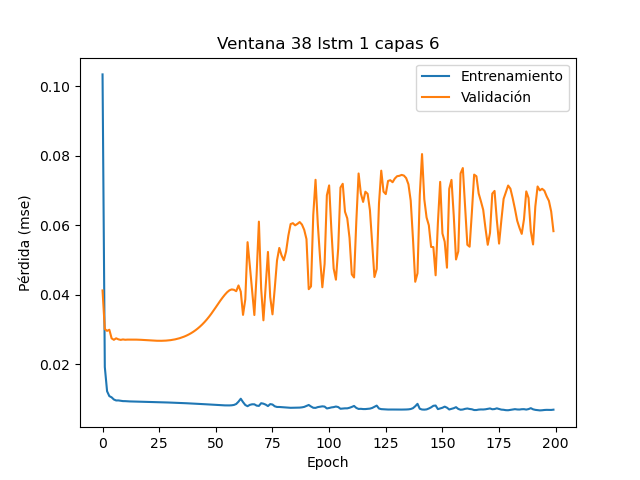 Ventana 38 lstm 1 capas 6
Entrenamiento
Validación
0.10
0.08
0.06
0.04
0.02
Pérdida (mse)
0 25 50 75 100 125 150 175 200
Epoch